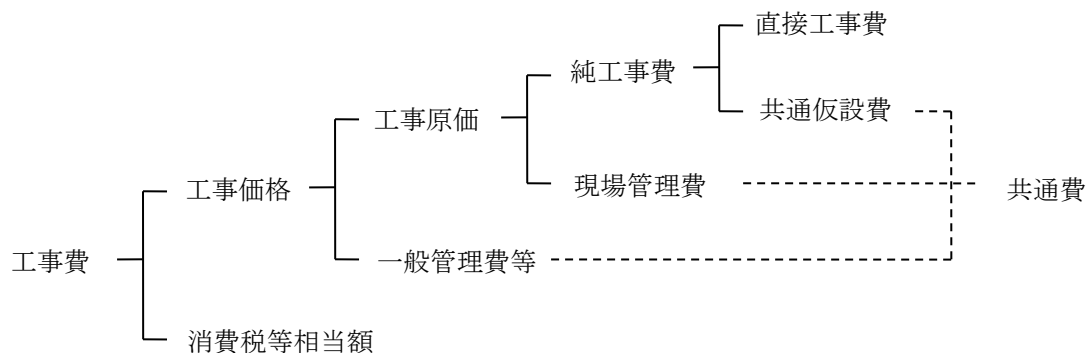 直接工事費
純工事費
共通仮設費
工事原価
現場管理費
共通費
工事価格
一般管理費等
工事費
消費税等相当額